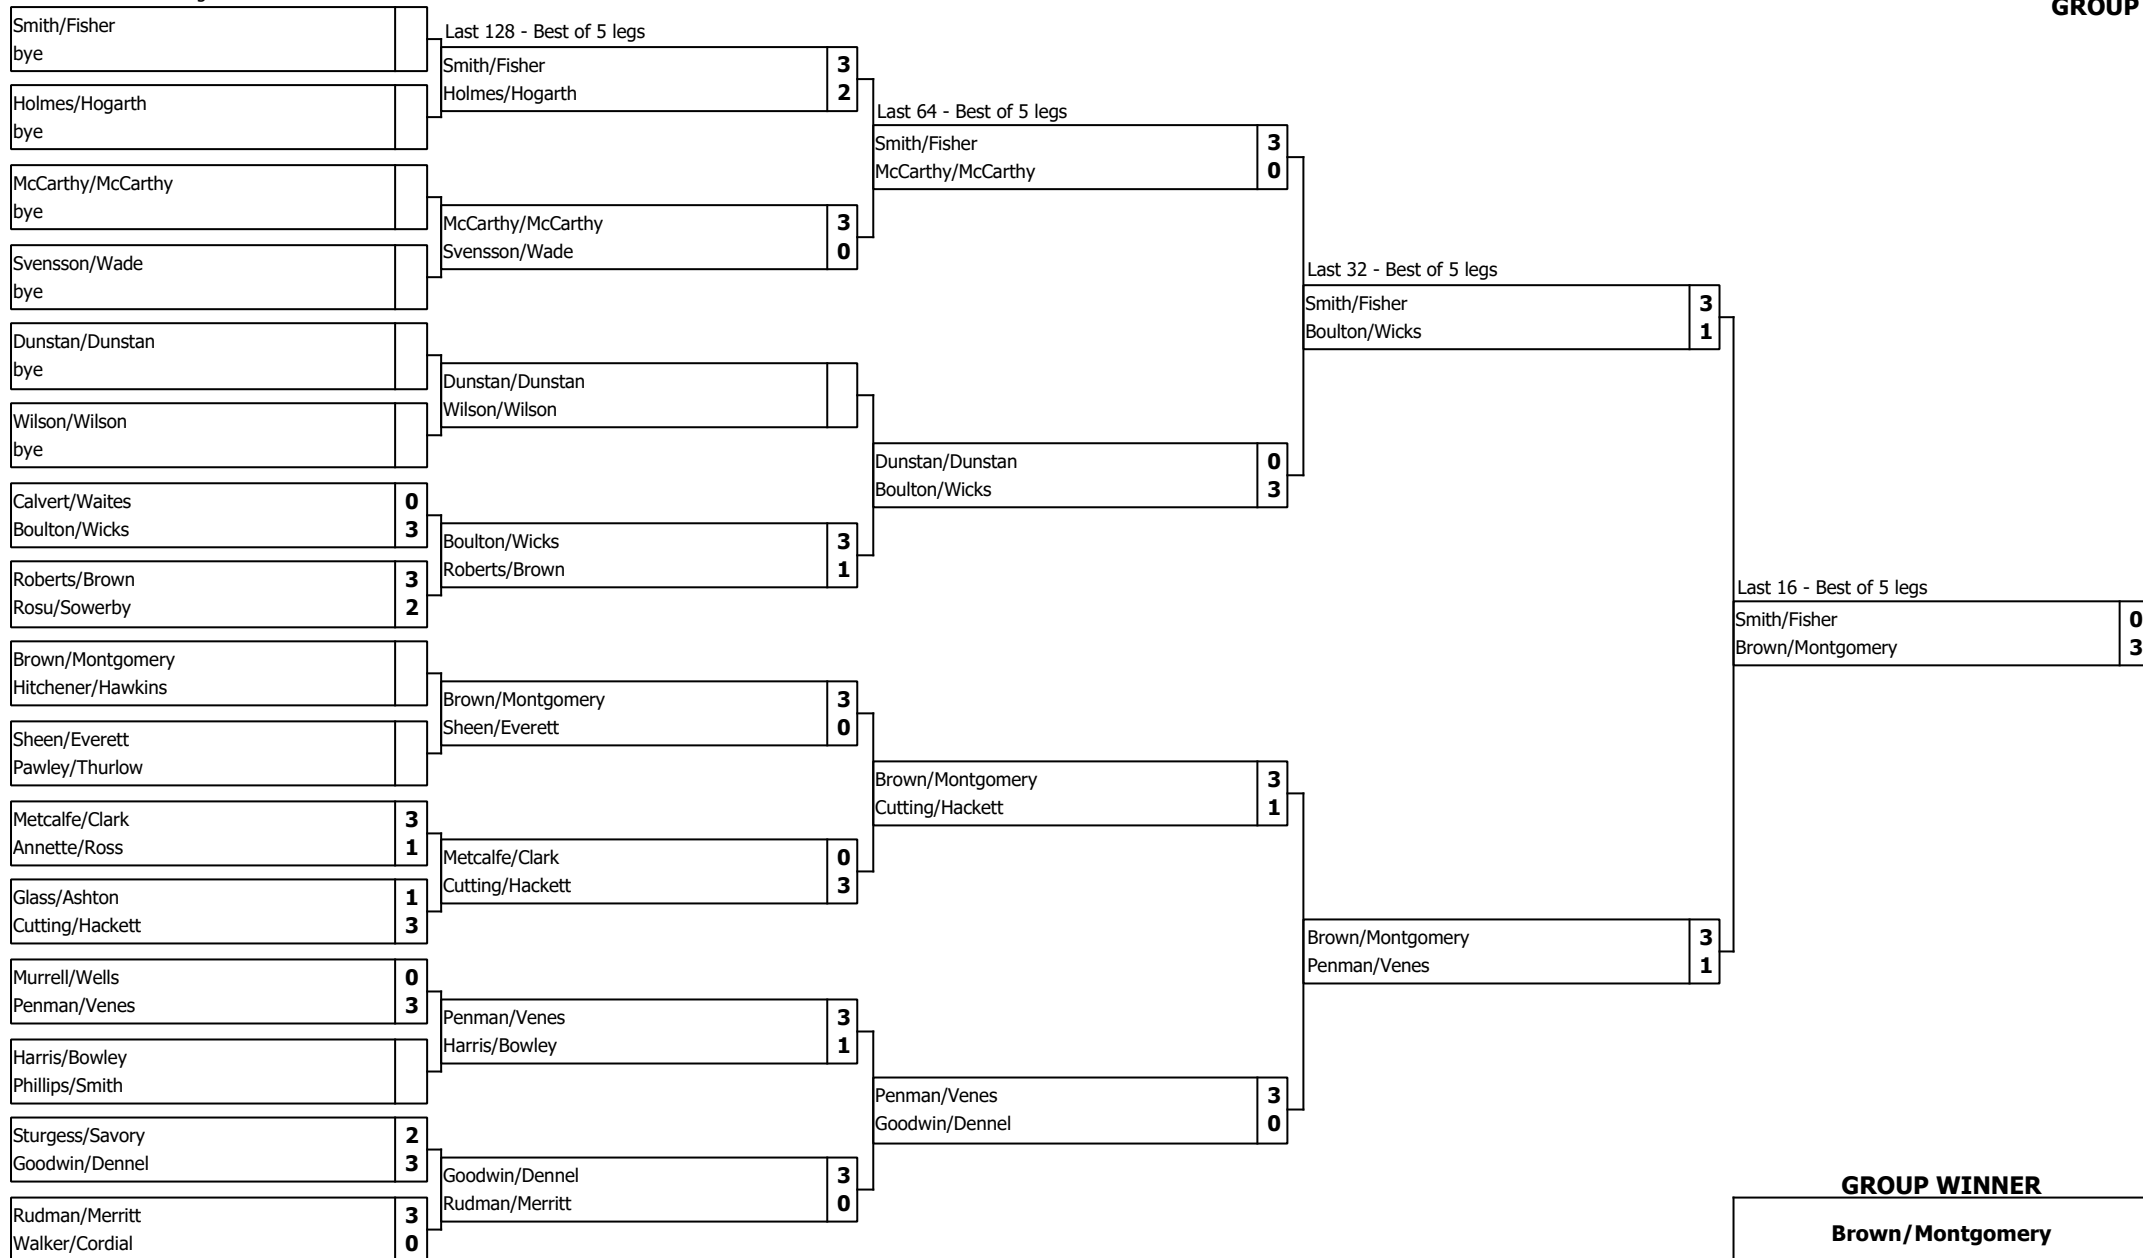 GROUP
Smith/Fisher
bye
Holmes/Hogarth
bye
McCarthy/McCarthy
bye
Svensson/Wade
bye
Dunstan/Dunstan
bye
Wilson/Wilson
bye
Calvert/Waites 0
Boulton/Wicks 3
Roberts/Brown 3
Rosu/Sowerby 2
Brown/Montgomery
Hitchener/Hawkins
Sheen/Everett
Pawley/Thurlow
Metcalfe/Clark 3
Annette/Ross 1
Glass/Ashton 1
Cutting/Hackett 3
Murrell/Wells 0
Penman/Venes 3
Harris/Bowley
Phillips/Smith
Sturgess/Savory 2
Goodwin/Dennel 3
Rudman/Merritt 3
Walker/Cordial 0
Last 128 - Best of 5 legs
Smith/Fisher 3
Holmes/Hogarth 2
McCarthy/McCarthy 3
Svensson/Wade 0
Dunstan/Dunstan
Wilson/Wilson
Boulton/Wicks 3
Roberts/Brown 1
Brown/Montgomery 3
Sheen/Everett 0
Metcalfe/Clark 0
Cutting/Hackett 3
Penman/Venes 3
Harris/Bowley 1
Goodwin/Dennel 3
Rudman/Merritt 0
Last 64 - Best of 5 legs
Smith/Fisher 3
McCarthy/McCarthy 0
Dunstan/Dunstan 0
Boulton/Wicks 3
Brown/Montgomery 3
Cutting/Hackett 1
Penman/Venes 3
Goodwin/Dennel 0
Last 32 - Best of 5 legs
Smith/Fisher 3
Boulton/Wicks 1
Brown/Montgomery 3
Penman/Venes 1
Last 16 - Best of 5 legs
Smith/Fisher 0
Brown/Montgomery 3
GROUP WINNER
Brown/Montgomery